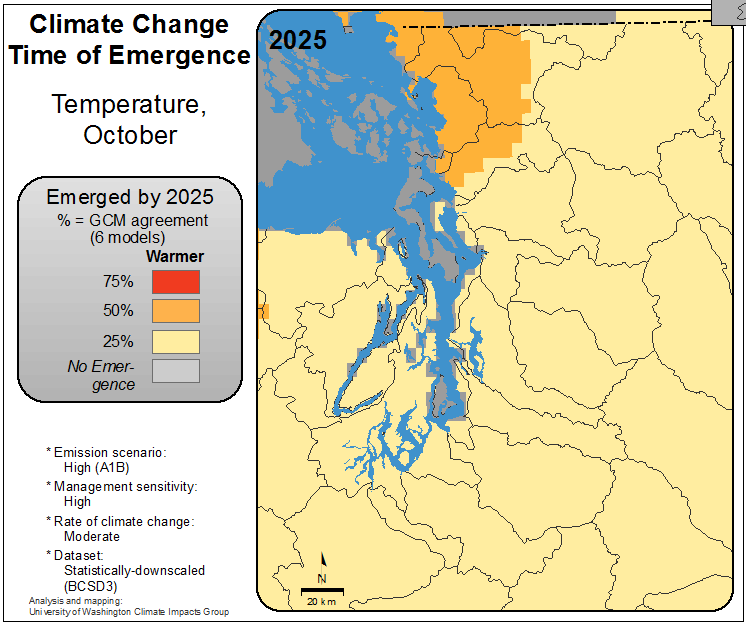 Climate Change
Time of Emergence
Temperature,
October
Emerged by 2025
% = GCM agreement
(6 models)
Warmer
75%
50%
25%
No Emer-
gence
* Emission scenario:
High (A1B)
* Management sensitivity:
High
* Rate of climate change:
Moderate
* Dataset:
Statistically-downscaled
(BCSD3)
Analysis and mapping:
University of Washington Climate Impacts Group
2025
N
20 km